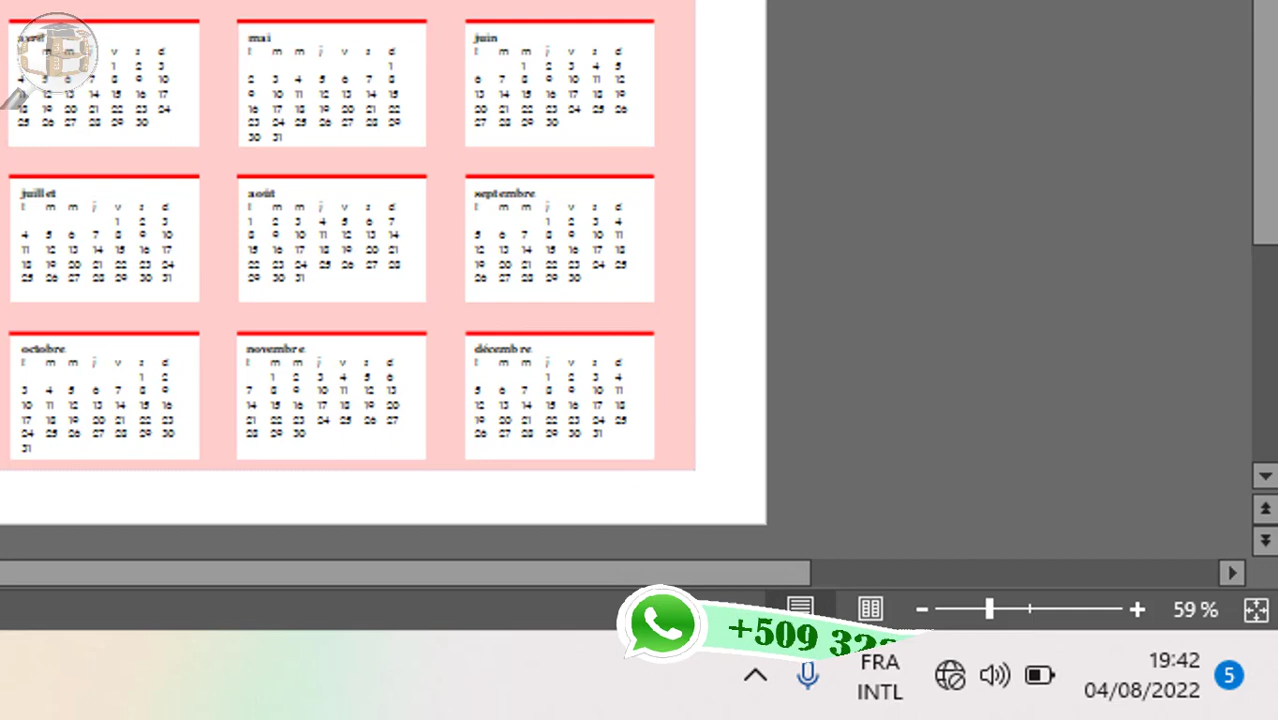 avril
m m j v s d
1 2 3
4 5 6 7 8 9 10
12 13 14 15 16 17
18 19 20 21 22 23 24
25 26 27 28 29 30
mai
l m m j v s d
1
2 3 4 5 6 7 8
9 10 11 12 13 14 15
16 17 18 19 20 21 22
23 24 25 26 27 28 29
30 31
juin
l m m j v s d
1 2 3 4 5
6 7 8 9 10 11 12
13 14 15 16 17 18 19
20 21 22 23 24 25 26
27 28 29 30
juillet
l m m j v s d
1 2 3
4 5 6 7 8 9 10
11 12 13 14 15 16 17
18 19 20 21 22 23 24
25 26 27 28 29 30 31
août
l m m j v s d
1 2 3 4 5 6 7
8 9 10 11 12 13 14
15 16 17 18 19 20 21
22 23 24 25 26 27 28
29 30 31
septembre
l m m j v s d
1 2 3 4
5 6 7 8 9 10 11
12 13 14 15 16 17 18
19 20 21 22 23 24 25
26 27 28 29 30
octobre
l m m j v s d
1 2
3 4 5 6 7 8 9
10 11 12 13 14 15 16
17 18 19 20 21 22 23
24 25 26 27 28 29 30
31
novembre
l m m j v s d
1 2 3 4 5 6
7 8 9 10 11 12 13
14 15 16 17 18 19 20
21 22 23 24 25 26 27
28 29 30
décembre
l m m j v s d
1 2 3 4
5 6 7 8 9 10 11
12 13 14 15 16 17 18
19 20 21 22 23 24 25
26 27 28 29 30 31
59 %
+509
FRA
INTL
19:42
04/08/2022
5